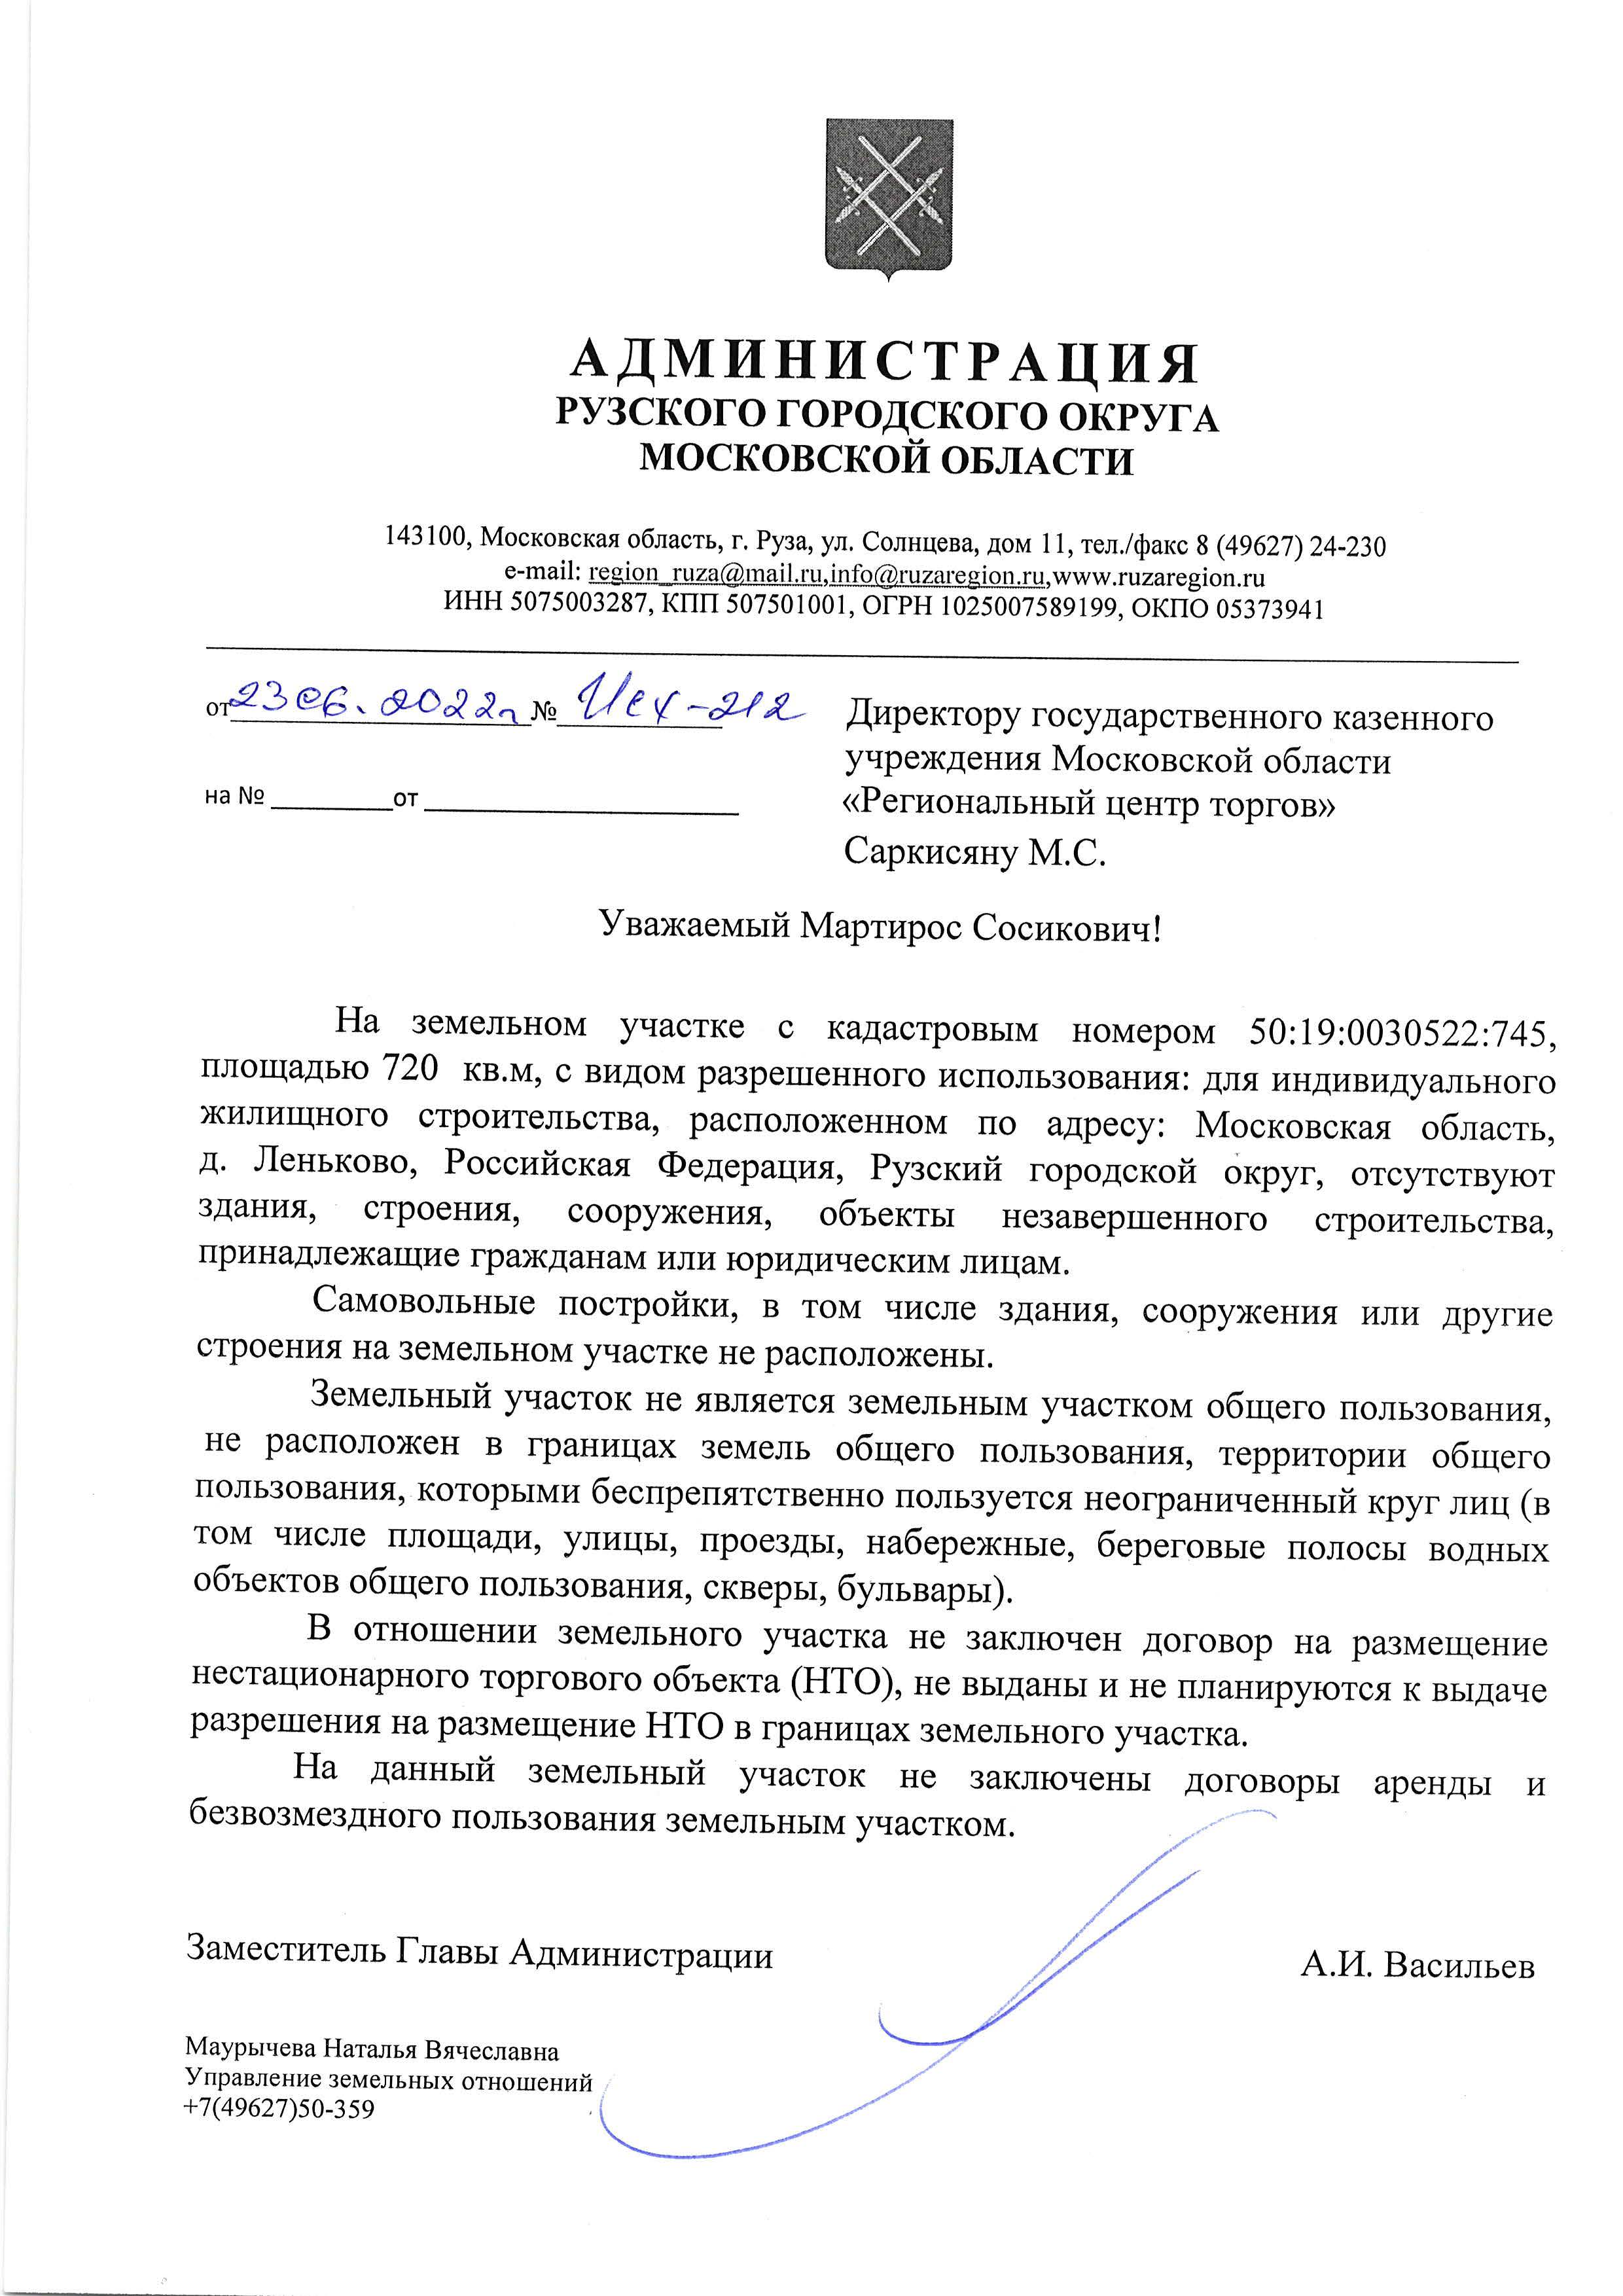 АДМИНИСТРАЦИЯ
РУЗСКОГО ГОРОДСКОГО ОКРУГА
МОСКОВСКОЙ ОБЛАСТИ
143100, Московская область, г. Руза, ул. Солнцева, дом 11, тел./факс 8 (49627) 24-230
e-mail: region_ruza@mail.ru,info@ruzaregion.ru,www.ruzaregion.ru
ИНН 5075003287, КПП 507501001, ОГРН 1025007589199, ОКПО 05373941
от 23 2022г № Исх-212
на № от
Директору государственного казенного
учреждения Московской области
«Региональный центр торгов»
Саркисяну М.С.
Уважаемый Мартирос Сосикович!
На земельном участке с кадастровым номером 50:19:0030522:745,
площадью 720 кв.м, с видом разрешенного использования: для индивидуального
жилищного строительства, расположенном по адресу: Московская область,
д. Леньково, Российская Федерация, Рузский городской округ, отсутствуют
здания, строения, сооружения, объекты незавершенного строительства,
принадлежащие гражданам или юридическим лицам.
Самовольные постройки, в том числе здания, сооружения или другие
строения на земельном участке не расположены.
Земельный участок не является земельным участком общего пользования,
не расположен в границах земель общего пользования, территории общего
пользования, которыми беспрепятственно пользуется неограниченный круг лиц (в
том числе площади, улицы, проезды, набережные, береговые полосы водных
объектов общего пользования, скверы, бульвары).
В отношении земельного участка не заключен договор на размещение
нестационарного торгового объекта (НТО), не выданы и не планируются к выдаче
разрешения на размещение НТО в границах земельного участка.
На данный земельный участок не заключены договоры аренды и
безвозмездного пользования земельным участком.
Заместитель Главы Администрации
А.И. Васильев
Маурычева Наталья Вячеславна
Управление земельных отношений
+7(49627)50-359